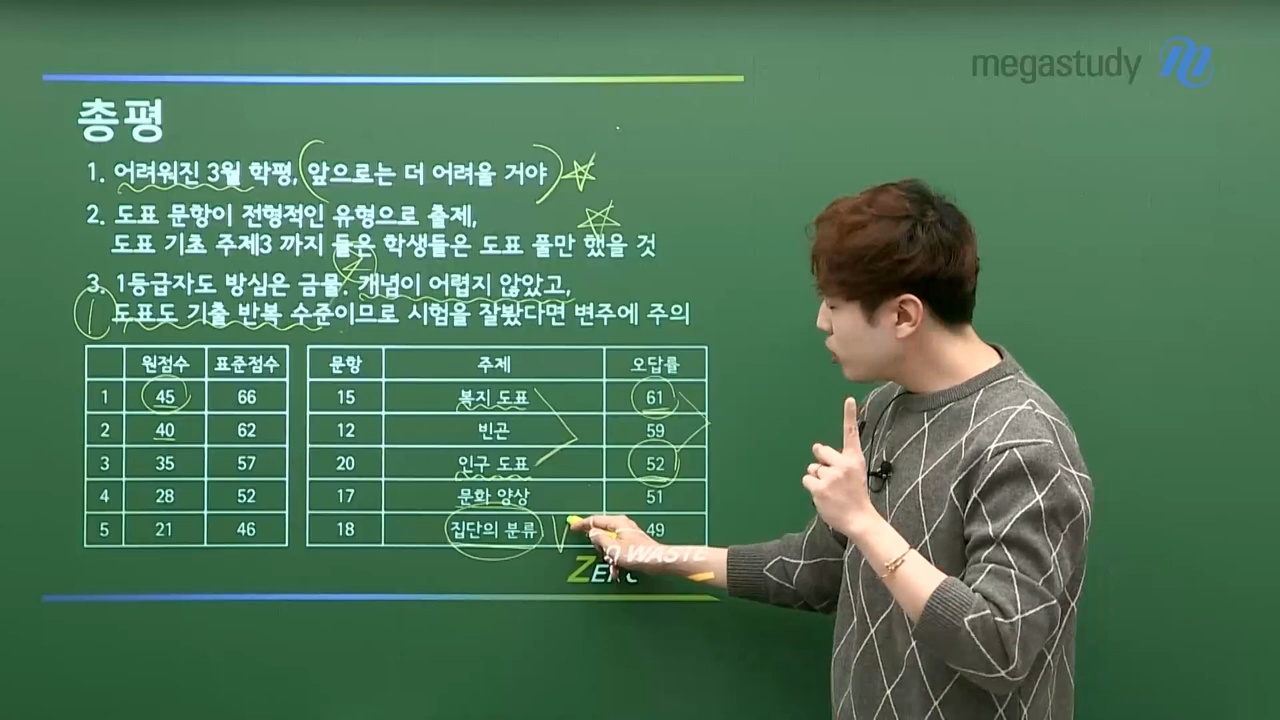 megastudy
총평
1. 어려워진 3월 학평, (앞으로는 더 어려울 거야)
2. 도표 문항이 전형적인 유형으로 출제,
도표 기초 주제3 까지 들은 학생들은 도표 풀만 했을 것
3. 1등급자도 방심은 금물. 개념이 어렵지 않았고,
도표도 기출 반복 수준이므로 시험을 잘봤다면 변주에 주의
원점수 표준점수
1 45 66
2 40 62
3 35 57
4 28 52
5 21 46
문항 주제 오답률
15 복지 도표 61
12 빈곤 59
20 인구 도표 52
17 문화 양상 51
18 집단의 분류 49
WASTE